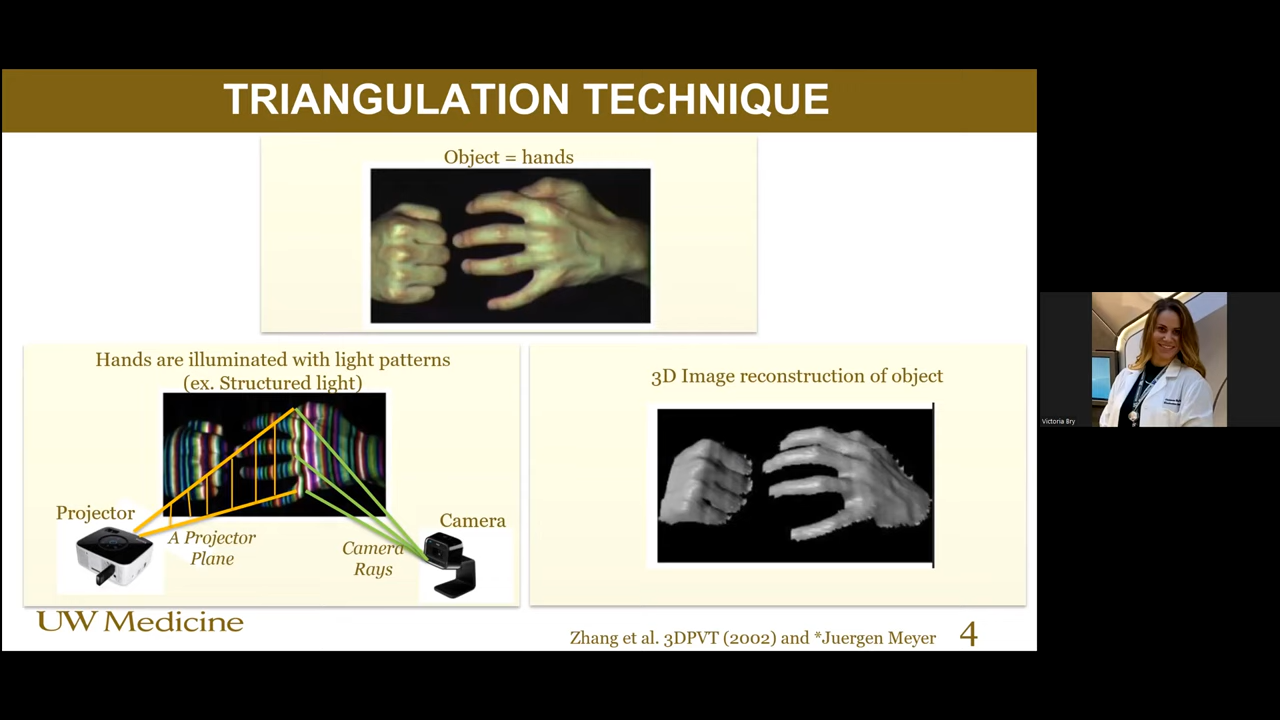 TRIANGULATION TECHNIQUE
Object = hands
Hands are illuminated with light patterns
(ex. Structured light)
Projector
A Projector
Plane
Camera
Rays
Camera
3D Image reconstruction of object
UW Medicine
Zhang et al. 3DPVT (2002) and *Juergen Meyer
4
Victoria Bry